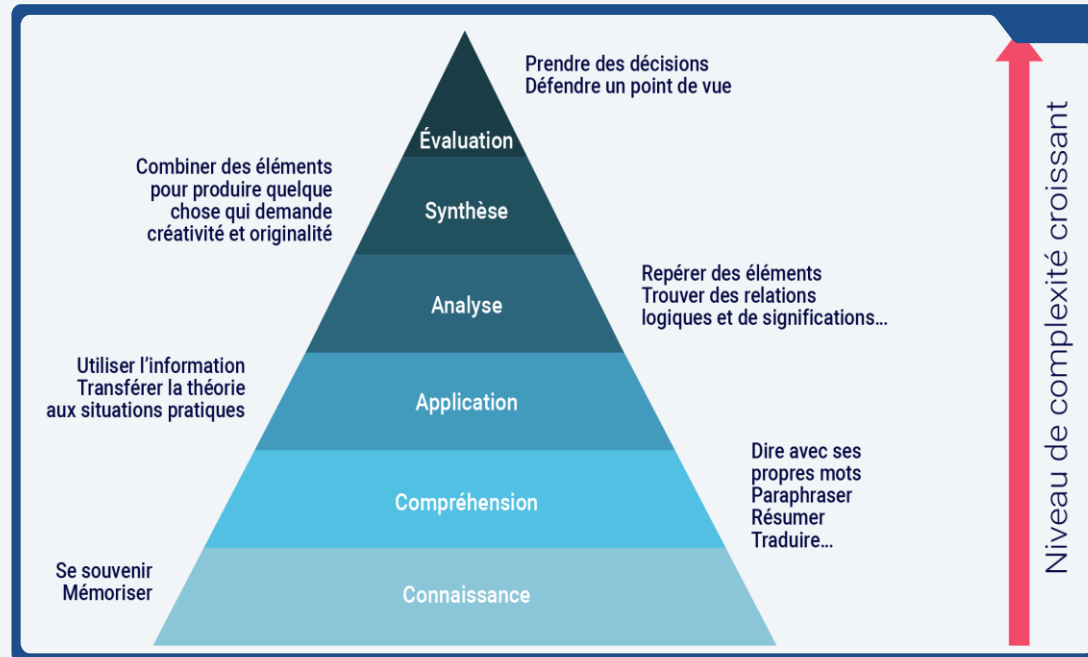 Prendre des décisions
Défendre un point de vue
Évaluation
Combiner des éléments
pour produire quelque
chose qui demande
créativité et originalité
Synthèse
Repérer des éléments
Trouver des relations
logiques et de significations...
Analyse
Utiliser l'information
Transférer la théorie
aux situations pratiques
Application
Dire avec ses
propres mots
Paraphraser
Résumer
Traduire...
Compréhension
Se souvenir
Mémoriser
Connaissance
Niveau de complexité croissant